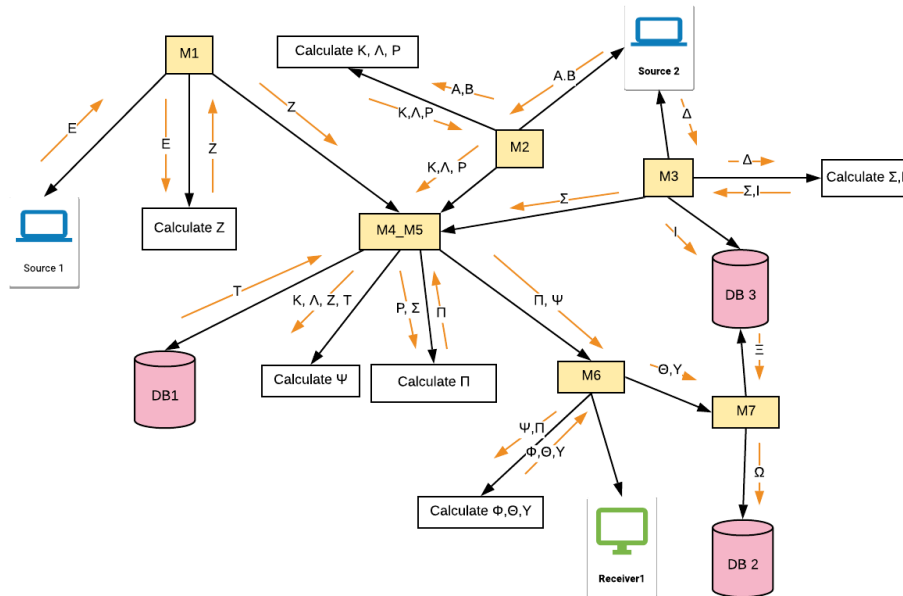 M1
Calculate Κ, Λ, Ρ
Source 2
Α,Β
Α.Β
Ε
Ζ
Κ,Λ,Ρ
Δ
Ε
Ζ
M2
Κ,Λ, Ρ
M3
Δ
Σ,Ι
Calculate Σ,Ι
Σ
Calculate Z
M4_M5
Ι
Source 1
Τ
Κ, Λ, Ζ, Τ
Ρ, Σ
Π
Π, Ψ
DB 3
Ξ
DB1
Calculate Ψ
Calculate Π
M6
Θ,Υ
M7
Ψ,Π
Φ,Θ,Υ
Ω
Calculate Φ,Θ,Υ
DB 2
Receiver1